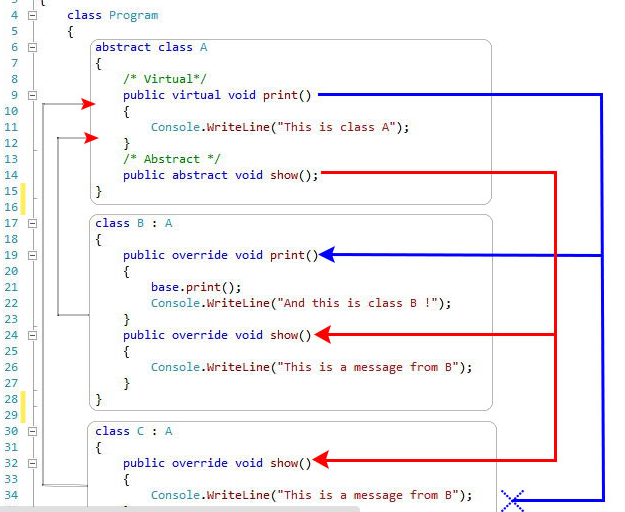 {
4 class Program
5 {
6 abstract class A
7 {
8 /* Virtual*/
9 public virtual void print()
10 {
11 Console.WriteLine("This is class A");
12 }
13 /* Abstract */
14 public abstract void show();
15 }
16
17 class B : A
18 {
19 public override void print()
20 {
21 base.print();
22 Console.WriteLine("And this is class B !");
23 }
24 public override void show()
25 {
26 Console.WriteLine("This is a message from B");
27 }
28 }
29
30 class C : A
31 {
32 public override void show()
33 {
34 Console.WriteLine("This is a message from B");